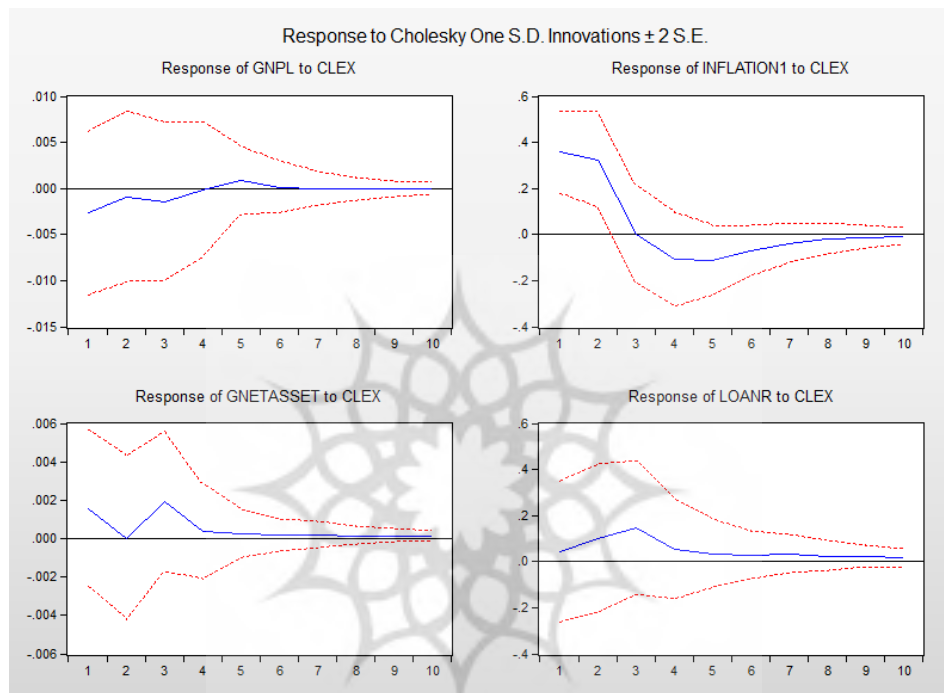 Response to Cholesky One S.D. Innovations ± 2 S.E.
Response of GNPL to CLEX
.010
.005
.000
-.005
-.010
-.015
1 2 3 4 5 6 7 8 9 10
Response of INFLATION1 to CLEX
.6
.4
.2
.0
-.2
-.4
1 2 3 4 5 6 7 8 9 10
Response of GNETASSET to CLEX
.006
.004
.002
.000
-.002
-.004
-.006
1 2 3 4 5 6 7 8 9 10
Response of LOANR to CLEX
.6
.4
.2
.0
-.2
-.4
1 2 3 4 5 6 7 8 9 10